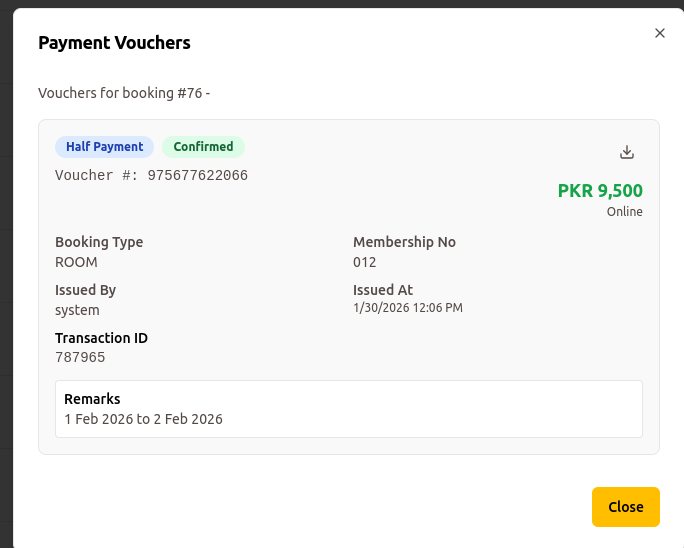 Payment Vouchers
Vouchers for booking #76 -
Half Payment Confirmed
Voucher #: 975677622066
PKR 9,500
Online
Booking Type
ROOM
Membership No
012
Issued By
system
Issued At
1/30/2026 12:06 PM
Transaction ID
787965
Remarks
1 Feb 2026 to 2 Feb 2026
Close